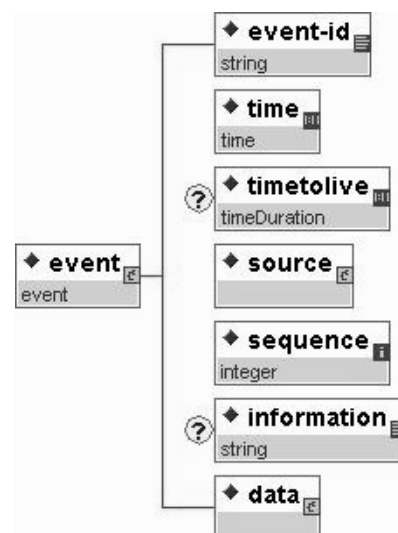 event-id
string
time
time
?
timetolive
timeDuration
event
event
source
sequence
integer
?
information
string
data